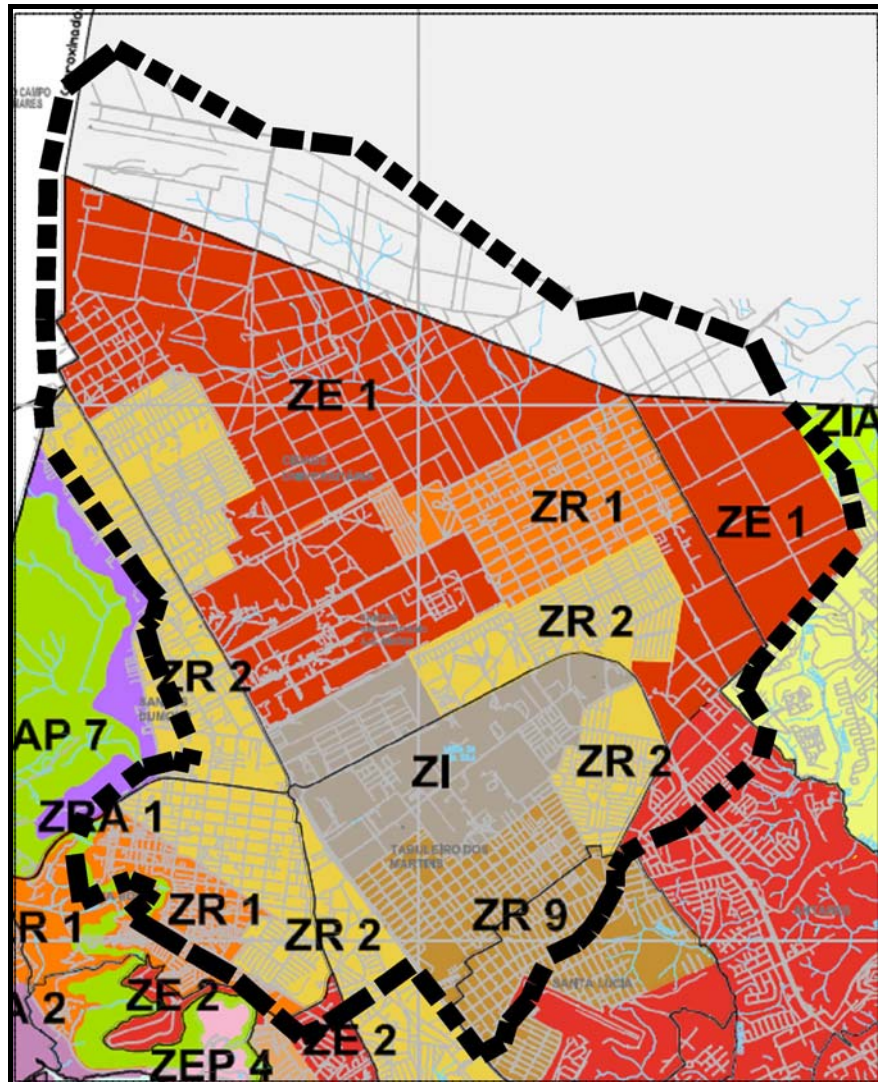 ZE 1
ZIA
ZR 1
ZE 1
ZR 2
ZR 2
AP 7
ZI
ZR 2
ZRA 1
TABULEIRO DOS
MARTINS
ZR 1
R 1
ZR 9
ZR 2
SANTA LUCIA
ZE 2
A 2
ZE 2
ZEP 4